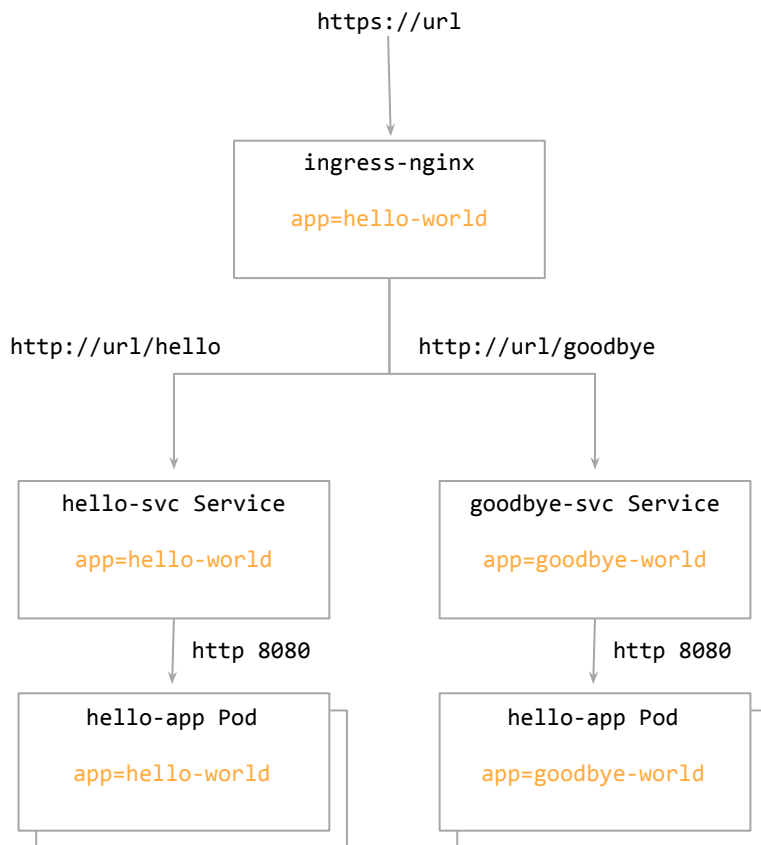 https://url
ingress-nginx
app=hello-world
http://url/hello
http://url/goodbye
hello-svc Service
app=hello-world
goodbye-svc Service
app=goodbye-world
http 8080
http 8080
hello-app Pod
app=hello-world
hello-app Pod
app=goodbye-world